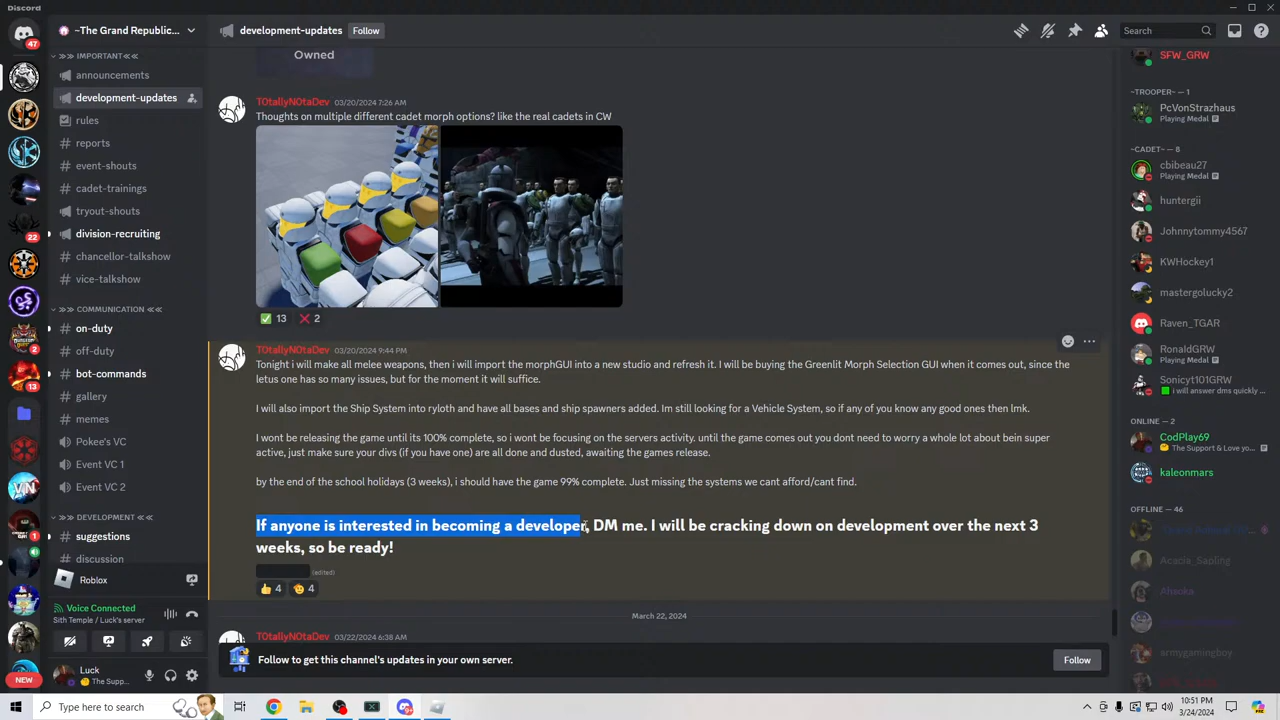 Discord
~The Grand Republic...
development-updates
Follow
Search
47
22
2
13
1
NEW
>> IMPORTANT<<
announcements
development-updates
rules
reports
event-shouts
cadet-trainings
tryout-shouts
division-recruiting
chancellor-talkshow
vice-talkshow
>> COMMUNICATION <<
on-duty
off-duty
bot-commands
gallery
memes
Pokee's VC
Event VC 1
Event VC 2
>> DEVELOPMENT <<
suggestions
discussion
Roblox
Voice Connected
Sith Temple / Luck's server
Luck
The Supp...
Owned
T0tallyN0taDev 03/20/2024 7:26 AM
Thoughts on multiple different cadet morph options? like the real cadets in CW
13
2
T0tallyN0taDev 03/20/2024 9:44 PM
Tonight i will make all melee weapons, then i will import the morphGUI into a new studio and refresh it. I will be buying the Greenlit Morph Selection GUI when it comes out, since the
letus one has so many issues, but for the moment it will suffice.
I will also import the Ship System into ryloth and have all bases and ship spawners added. Im still looking for a Vehicle System, so if any of you know any good ones then lmk.
I wont be releasing the game until its 100% complete, so i wont be focusing on the servers activity. until the game comes out you dont need to worry a whole lot about bein super
active, just make sure your divs (if you have one) are all done and dusted, awaiting the games release.
by the end of the school holidays (3 weeks), i should have the game 99% complete. Just missing the systems we cant afford/cant find.
If anyone is interested in becoming a developer, DM me. I will be cracking down on development over the next 3
weeks, so be ready!
(edited)
4
4
March 22, 2024
T0tallyN0taDev 03/22/2024 6:38 AM
Follow to get this channel's updates in your own server.
Follow
SFW_GRW
~TROOPER — 1
PcVonStrazhaus
Playing Medal
~CADET— 8
cbibeau27
Playing Medal
huntergii
Johnnytommy4567
KWHockey1
mastergolucky2
Raven_TGAR
RonaldGRW
Playing Medal
Sonicyt101GRW
i will answer dms quickly ...
ONLINE — 2
CodPlay69
The Support & Love yo...
kaleonmars
OFFLINE — 46
Acacia_Sapling
Ahsoka
armygamingboy
Type here to search
10:51 PM
3/24/2024